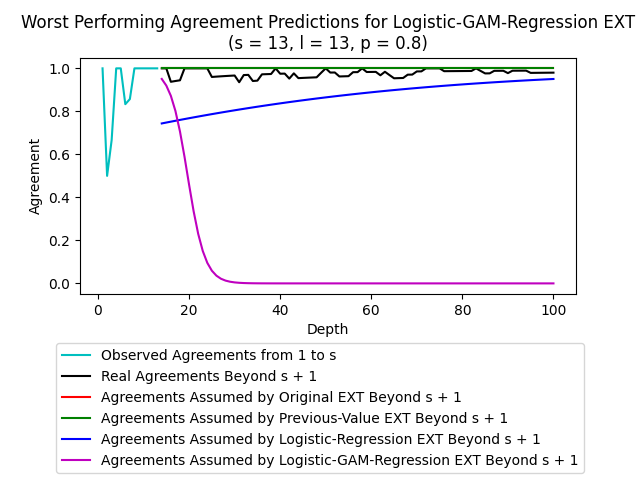 Worst Performing Agreement Predictions for Logistic-GAM-Regression EXT
(s = 13, l = 13, p = 0.8)
1.0
0.8
0.6
0.4
0.2
0.0
Agreement
0 20 40 60 80 100
Depth
Observed Agreements from 1 to s
Real Agreements Beyond s + 1
Agreements Assumed by Original EXT Beyond s + 1
Agreements Assumed by Previous-Value EXT Beyond s + 1
Agreements Assumed by Logistic-Regression EXT Beyond s + 1
Agreements Assumed by Logistic-GAM-Regression EXT Beyond s + 1